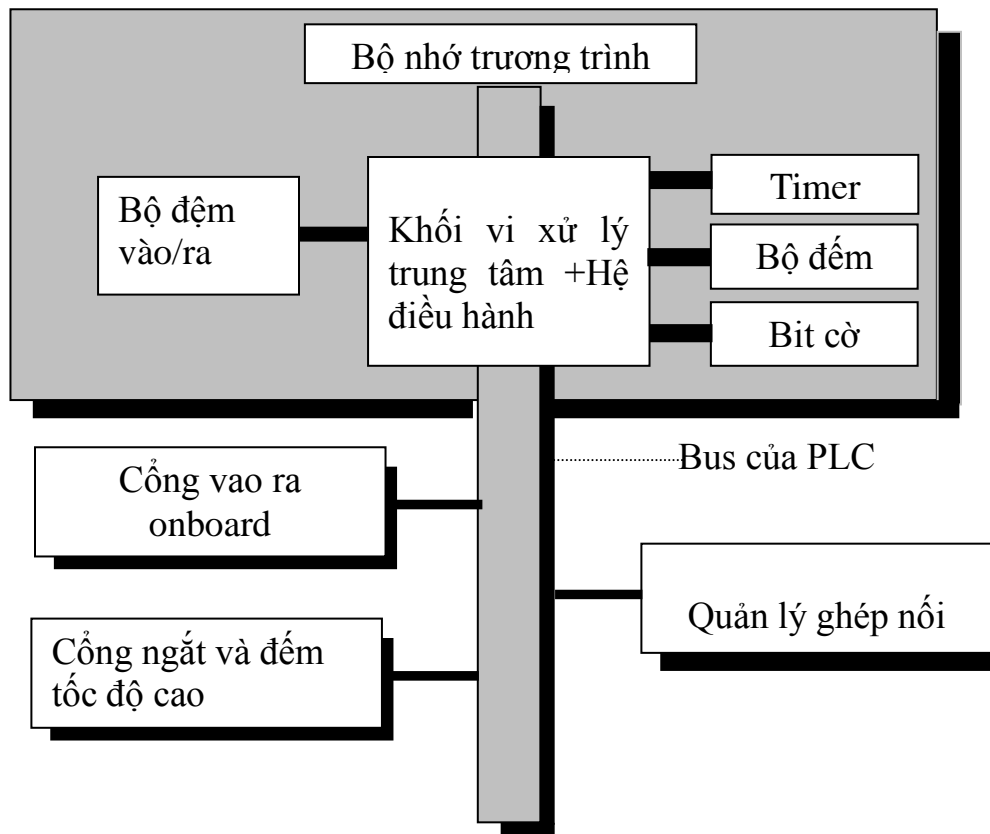 Bộ nhớ trương trình
Bộ đệm
vào/ra
Khối vi xử lý
trung tâm +Hệ
điều hành
Timer
Bộ đếm
Bit cờ
Cổng vao ra
onboard
Bus của PLC
Quản lý ghép nối
Cổng ngắt và đếm
tốc độ cao